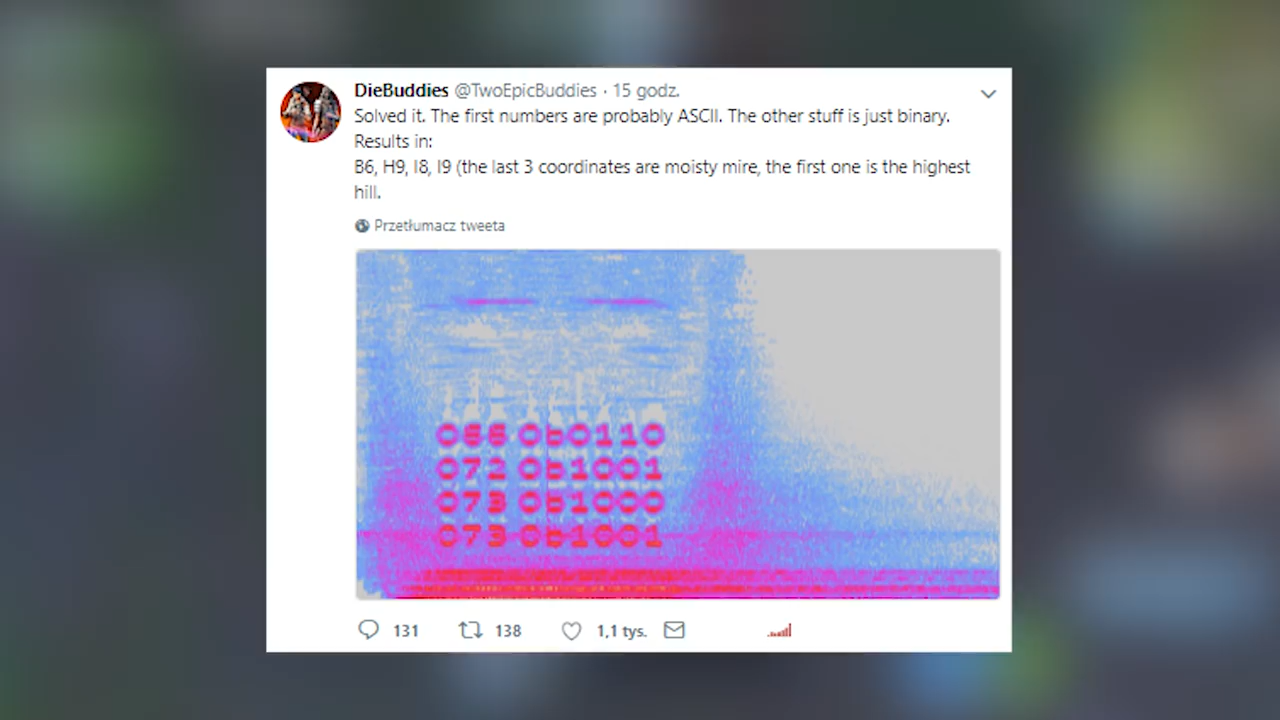 DieBuddies @TwoEpicBuddies · 15 godz.
Solved it. The first numbers are probably ASCII. The other stuff is just binary.
Results in:
B6, H9, I8, I9 (the last 3 coordinates are moisty mire, the first one is the highest
hill.
Przetłumacz tweeta
066 0b0110
072 0b1001
073 0b1000
073 0b1001
131 138 1,1 tys.